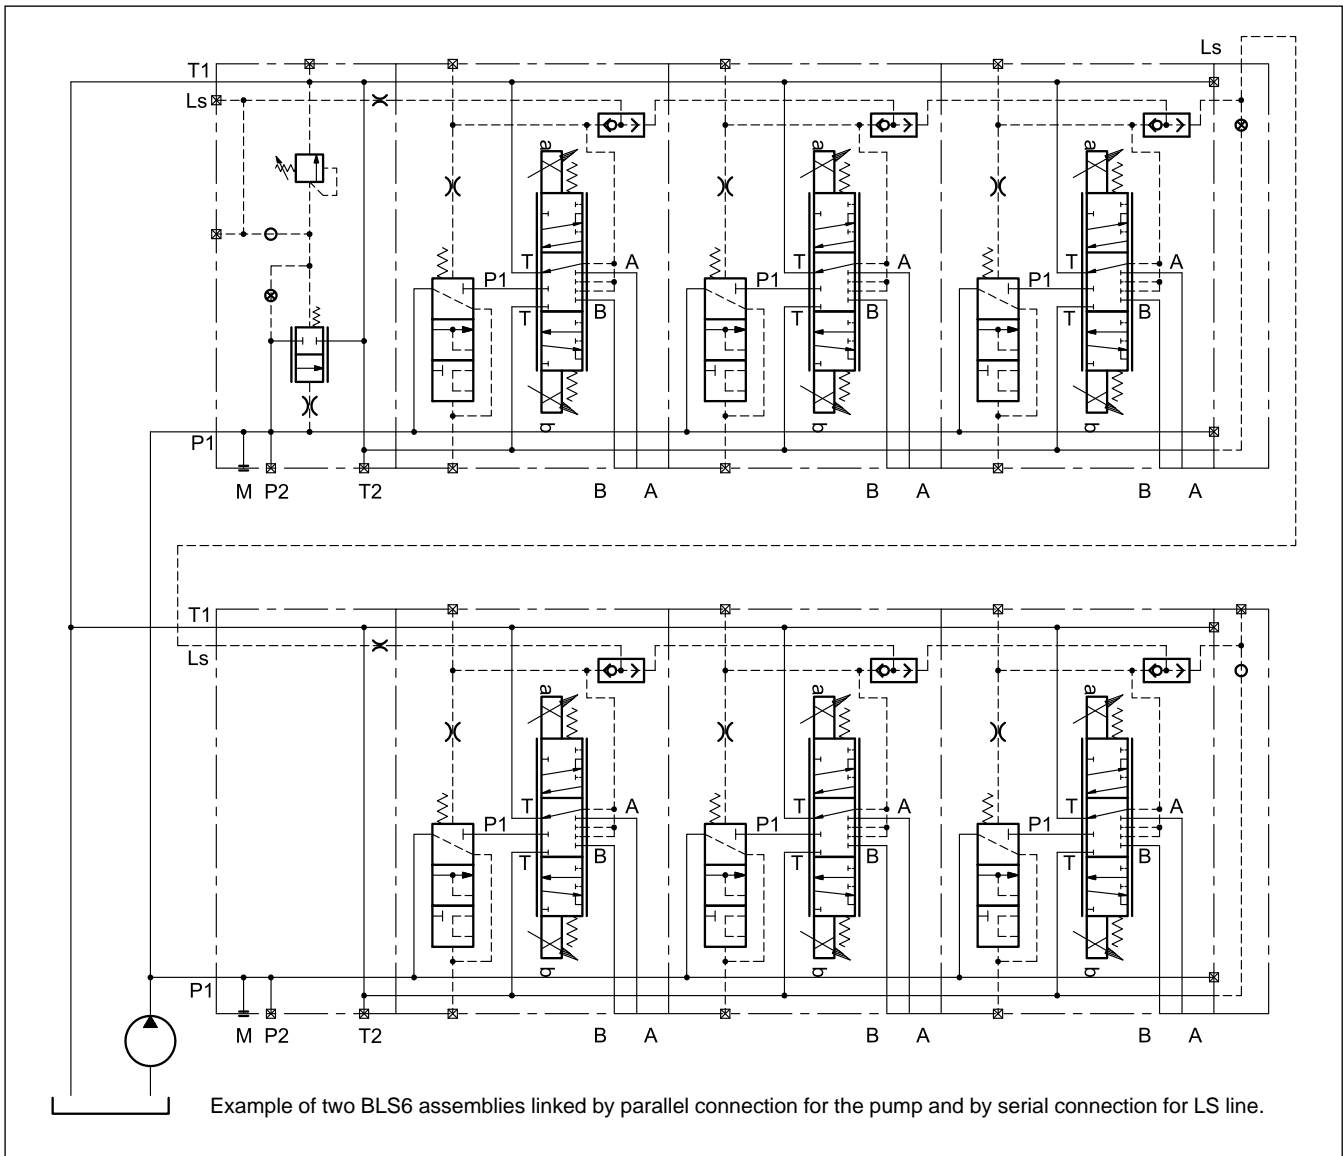 Ls
T1
Ls
a a a
T A T A T A
P1 P1 P1
T B T B T B
b b b
P1
M P2 T2 B A B A B A
T1
Ls
a a a
T A T A T A
P1 P1 P1
T B T B T B
b b b
P1
M P2 T2 B A B A B A
Example of two BLS6 assemblies linked by parallel connection for the pump and by serial connection for LS line.